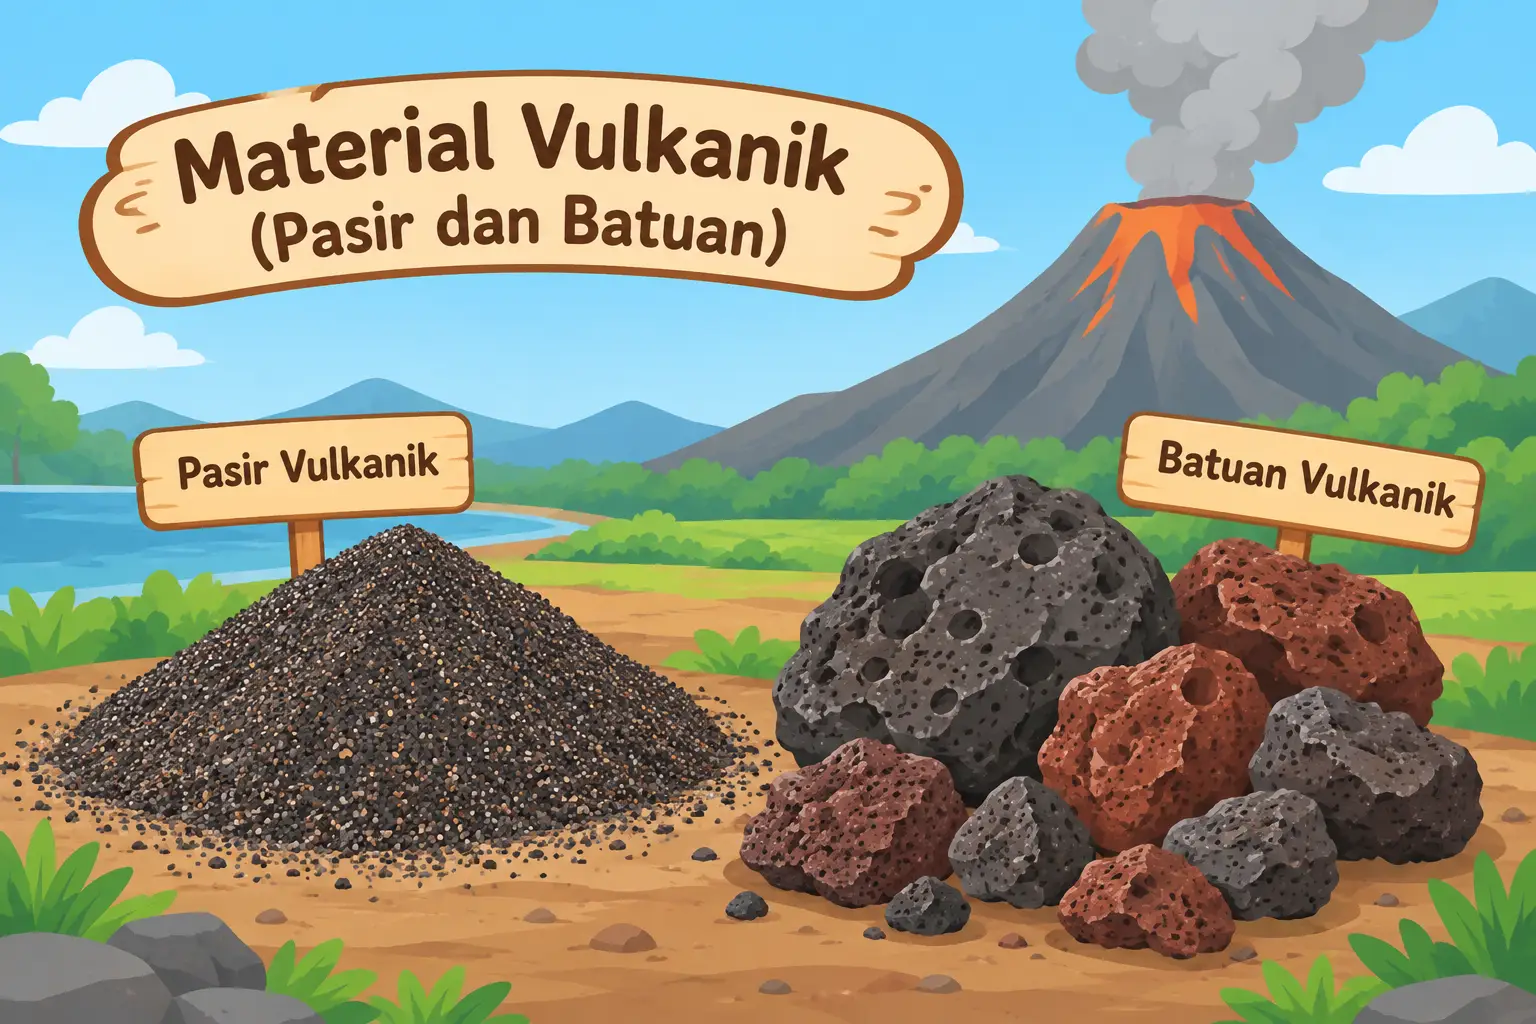 Material Vulkanik
(Pasir dan Batuan)
Pasir Vulkanik
Batuan Vulkanik